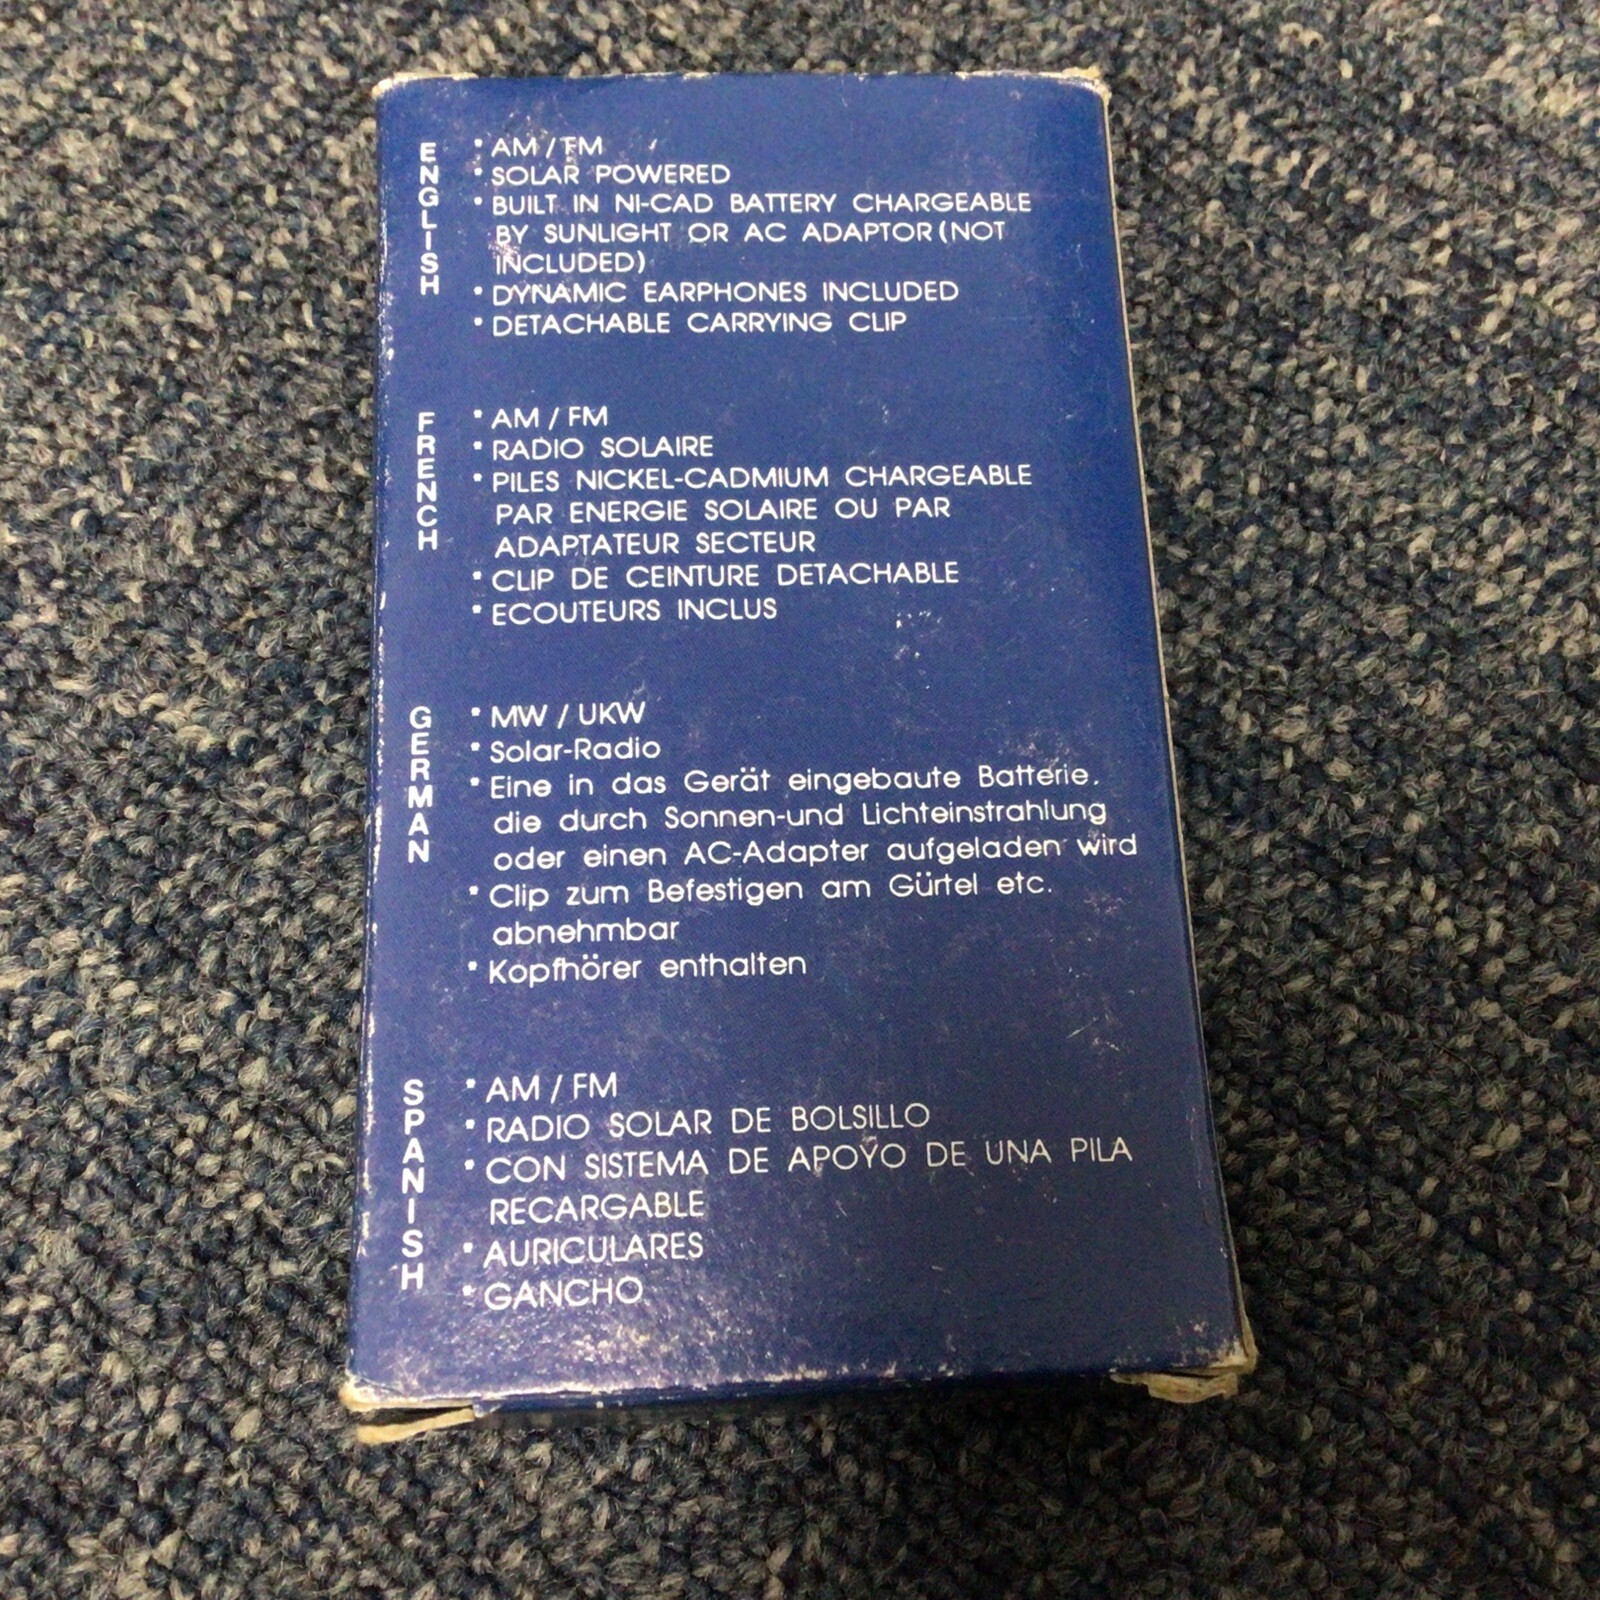 ENGLISH
* AM / FM
* SOLAR POWERED
* BUILT IN NI-CAD BATTERY CHARGEABLE
BY SUNLIGHT OR AC ADAPTOR (NOT
INCLUDED)
* DYNAMIC EARPHONES INCLUDED
* DETACHABLE CARRYING CLIP
FRENCH
* AM / FM
* RADIO SOLAIRE
* PILES NICKEL-CADMIUM CHARGEABLE
PAR ENERGIE SOLAIRE OU PAR
ADAPTATEUR SECTEUR
* CLIP DE CEINTURE DETACHABLE
* ECOUTEURS INCLUS
GERMAN
* MW / UKW
* Solar-Radio
* Eine in das Gerät eingebaute Batterie,
die durch Sonnen-und Lichteinstrahlung
oder einen AC-Adapter aufgeladen wird
* Clip zum Befestigen am Gürtel etc.
abnehmbar
* Kopfhörer enthalten
SPANISH
* AM / FM
* RADIO SOLAR DE BOLSILLO
* CON SISTEMA DE APOYO DE UNA PILA
RECARGABLE
* AURICULARES
* GANCHO